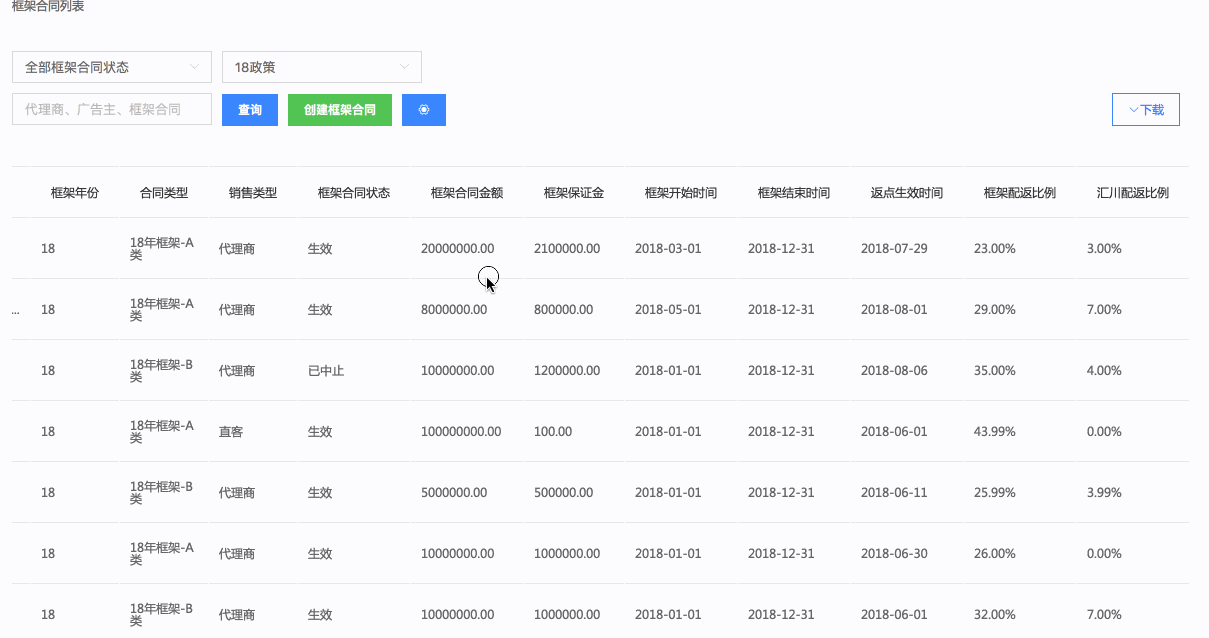 框架合同列表
全部框架合同状态 18政策
代理商、广告主、框架合同 查询 创建框架合同 下载
框架年份 合同类型 销售类型 框架合同状态 框架合同金额 框架保证金 框架开始时间 框架结束时间 返点生效时间 框架配返比例 汇川配返比例
18 18年框架-A类 代理商 生效 20000000.00 2100000.00 2018-03-01 2018-12-31 2018-07-29 23.00% 3.00%
... 18 18年框架-A类 代理商 生效 8000000.00 800000.00 2018-05-01 2018-12-31 2018-08-01 29.00% 7.00%
18 18年框架-B类 代理商 已中止 10000000.00 1200000.00 2018-01-01 2018-12-31 2018-08-06 35.00% 4.00%
18 18年框架-A类 直客 生效 100000000.00 100.00 2018-01-01 2018-12-31 2018-06-01 43.99% 0.00%
18 18年框架-B类 代理商 生效 5000000.00 500000.00 2018-01-01 2018-12-31 2018-06-11 25.99% 3.99%
18 18年框架-A类 代理商 生效 10000000.00 1000000.00 2018-01-01 2018-12-31 2018-06-30 26.00% 0.00%
18 18年框架-B类 代理商 生效 10000000.00 1000000.00 2018-01-01 2018-12-31 2018-06-01 32.00% 7.00%